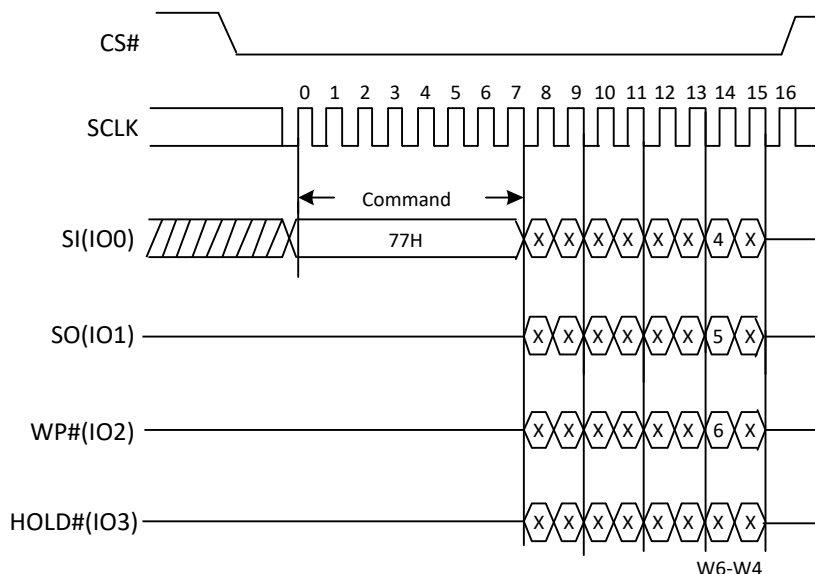 CS#
0 1 2 3 4 5 6 7 8 9 10 11 12 13 14 15 16
SCLK
Command
SI(IO0) 77H X X X X X X 4 X
SO(IO1) X X X X X X 5 X
WP#(IO2) X X X X X X 6 X
HOLD#(IO3) X X X X X X X X
W6-W4